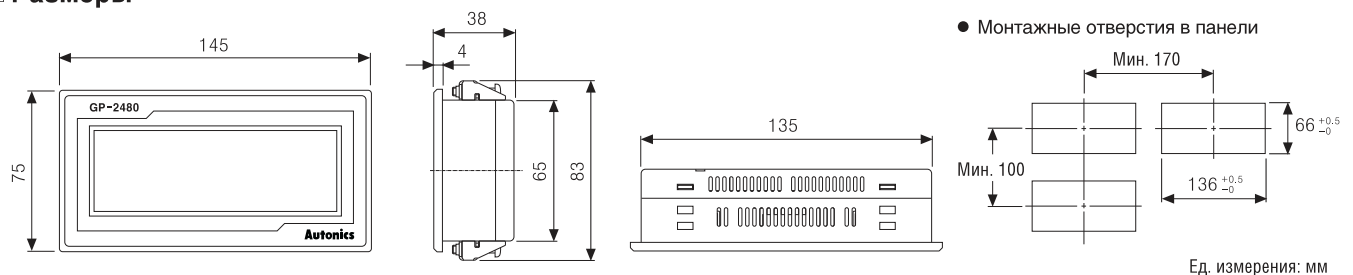 Размеры
145
GP-2480
75
Autonics
38
4
65
83
135
● Монтажные отверстия в панели
Мин. 170
Мин. 100
66 +0.5 -0
136 +0.5 -0
Ед. измерения: мм